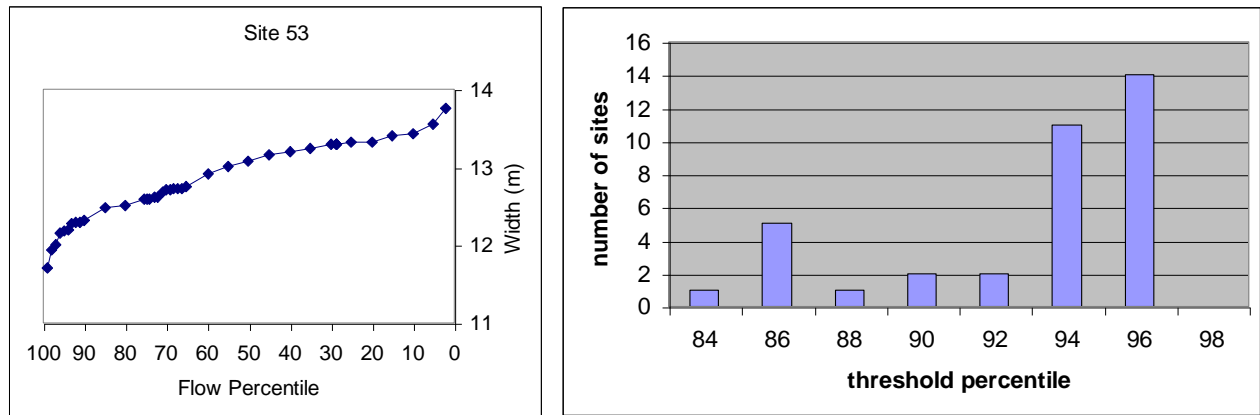 Site 53
14
13
12
11
Width (m)
100 90 80 70 60 50 40 30 20 10 0
Flow Percentile
16
14
12
10
8
6
4
2
0
number of sites
84 86 88 90 92 94 96 98
threshold percentile